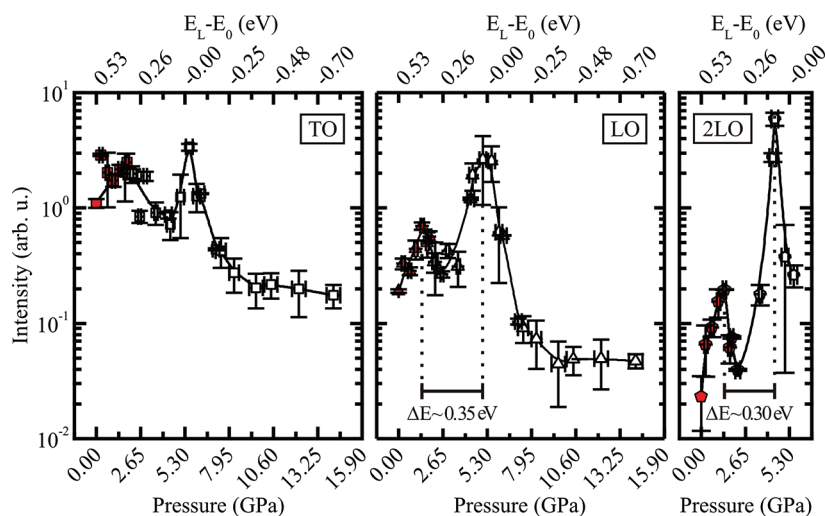 E_L-E_0 (eV) E_L-E_0 (eV) E_L-E_0 (eV)
0.53 0.26 -0.00 -0.25 -0.48 -0.70 0.53 0.26 -0.00 -0.25 -0.48 -0.70 0.53 0.26 -0.00
10^1
TO LO 2LO
10^0
Intensity (arb. u.)
10^-1
ΔE~0.35 eV ΔE~0.30 eV
10^-2
0.00 2.65 5.30 7.95 10.60 13.25 15.90 0.00 2.65 5.30 7.95 10.60 13.25 15.90 0.00 2.65 5.30
Pressure (GPa) Pressure (GPa) Pressure (GPa)